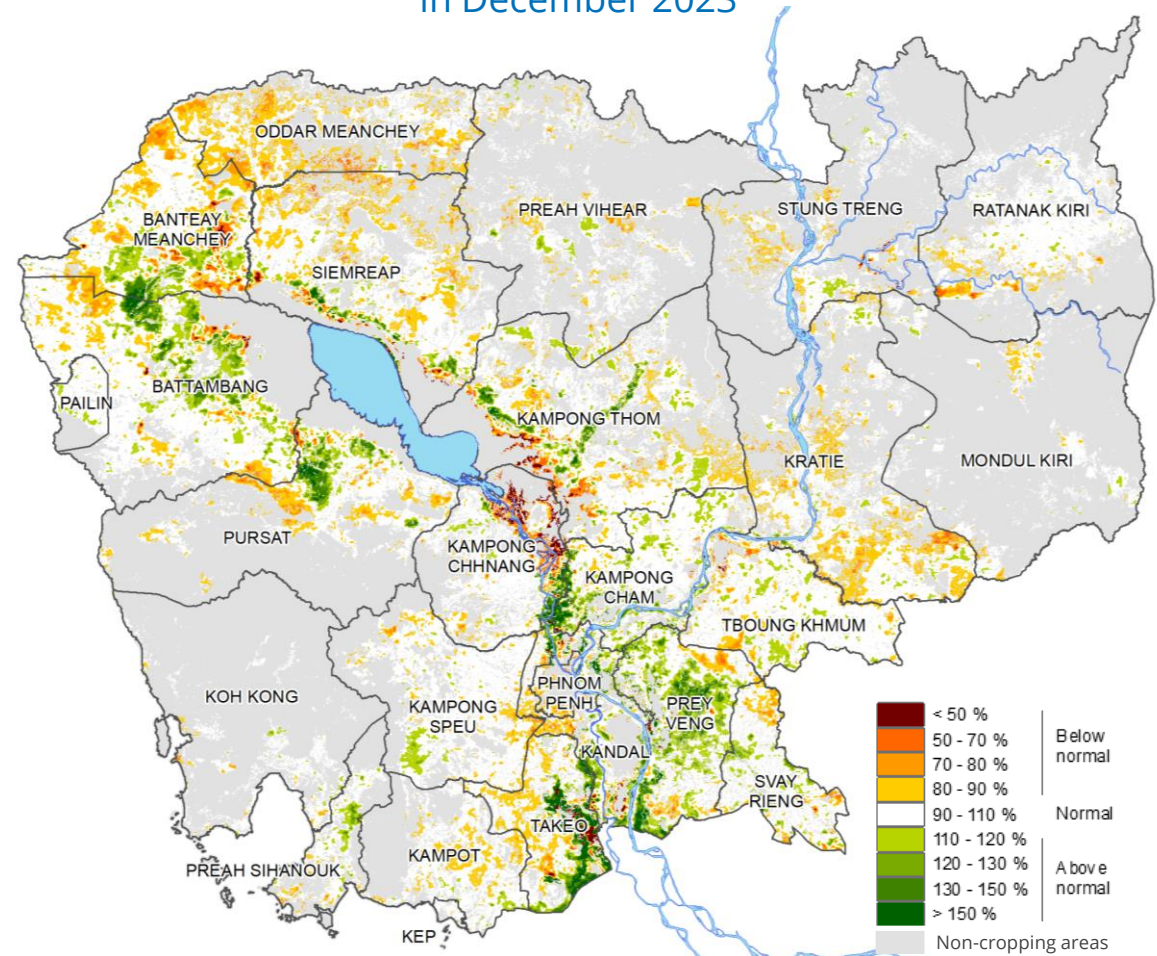 in December 2023
ODDAR MEANCHEY
BANTEAY
MEANCHEY
SIEMREAP
PREAH VIHEAR
STUNG TRENG
RATANAK KIRI
BATTAMBANG
PAILIN
KAMPONG THOM
KRATIE
MONDUL KIRI
PURSAT
KAMPONG
CHHNANG
KAMPONG
CHAM
TBOUNG KHMUM
KOH KONG
KAMPONG
SPEU
PHNOM
PENH
PREY
VENG
KANDAL
SVAY
RIENG
TAKEO
KAMPOT
PREAH SIHANOUK
KEP
< 50 %
50 - 70 %
70 - 80 %
80 - 90 %
90 - 110 %
110 - 120 %
120 - 130 %
130 - 150 %
> 150 %
Below
normal
Normal
Above
normal
Non-cropping areas